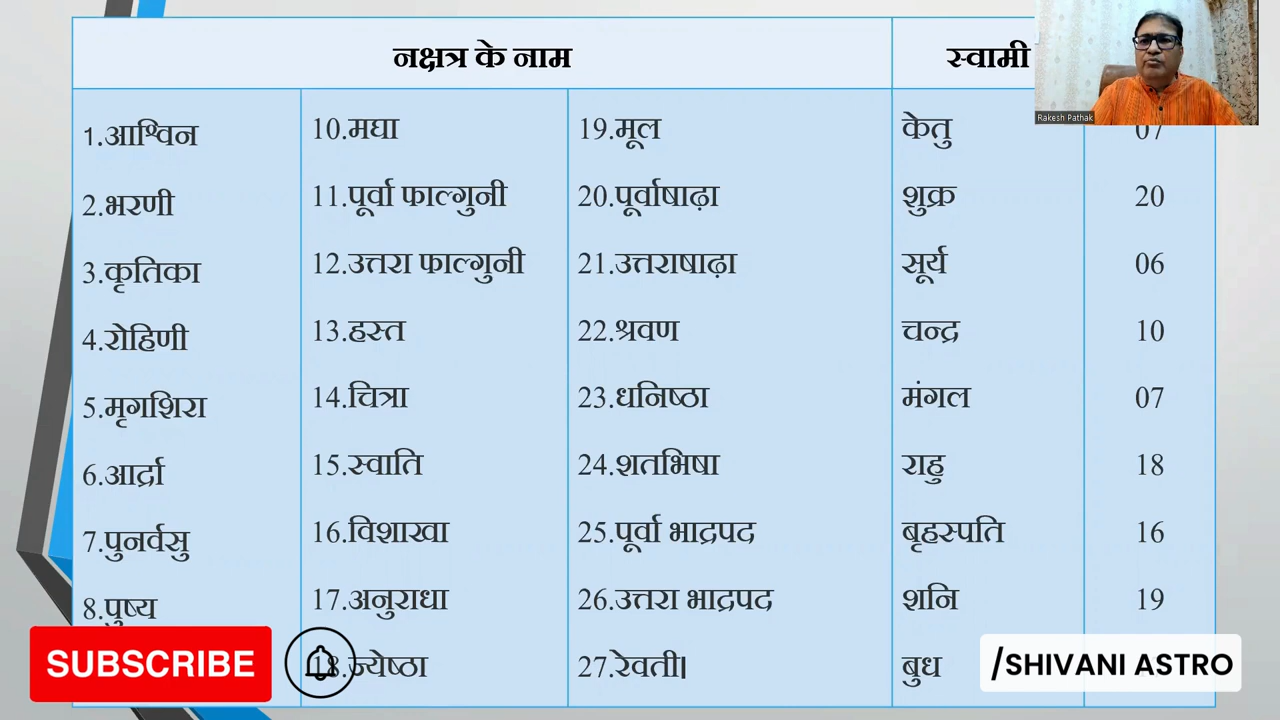 नक्षत्र के नाम स्वामी
Rakesh Pathak
1.आश्विन 10.मघा 19.मूल केतु 07
2.भरणी 11.पूर्वा फाल्गुनी 20.पूर्वाषाढ़ा शुक्र 20
3.कृतिका 12.उत्तरा फाल्गुनी 21.उत्तराषाढ़ा सूर्य 06
4.रोहिणी 13.हस्त 22.श्रवण चन्द्र 10
5.मृगशिरा 14.चित्रा 23.धनिष्ठा मंगल 07
6.आर्द्रा 15.स्वाति 24.शतभिषा राहु 18
7.पुनर्वसु 16.विशाखा 25.पूर्वा भाद्रपद बृहस्पति 16
8.पुष्य 17.अनुराधा 26.उत्तरा भाद्रपद शनि 19
18.ज्येष्ठा 27.रेवती। बुध
SUBSCRIBE
/SHIVANI ASTRO